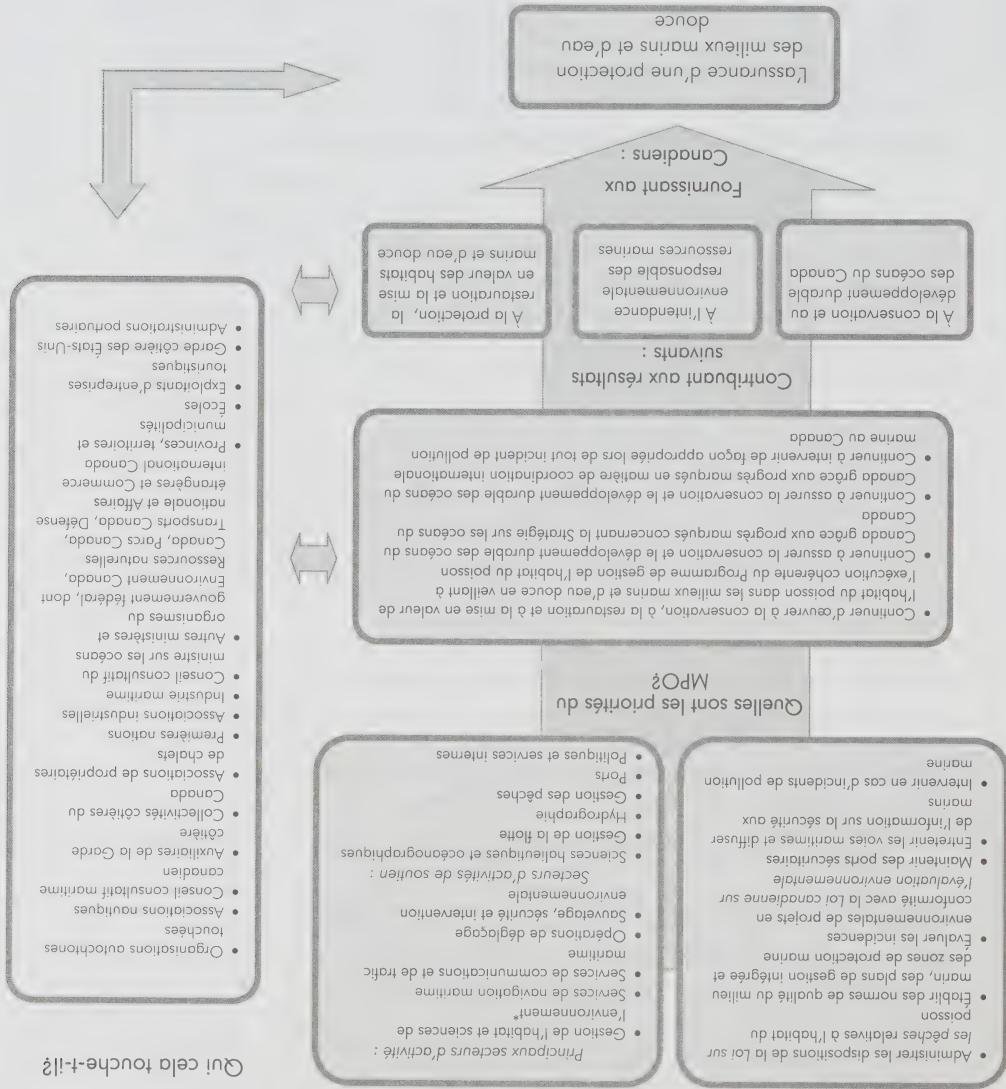 Qui cela touche-t-il?
• Administrer les dispositions de la Loi sur
les pêches relatives à l'habitat du
poisson
• Établir des normes de qualité du milieu
marin, des plans de gestion intégrée et
des zones de protection marine
• Évaluer les incidences
environnementales de projets en
conformité avec la Loi canadienne sur
l'évaluation environnementale
• Maintenir des ports sécuritaires
• Entretenir les voies maritimes et diffuser
de l'information sur la sécurité aux
marins
• Intervenir en cas d'incidents de pollution
marine
Principaux secteurs d'activité :
• Gestion de l'habitat et sciences de
l'environnement*
• Services de navigation maritime
• Services de communications et de trafic
maritime
• Opérations de déglaçage
• Sauvetage, sécurité et intervention
environnementale
Secteurs d'activités de soutien :
• Sciences halieutiques et océanographiques
• Gestion de la flotte
• Hydrographie
• Gestion des pêches
• Ports
• Politiques et services internes
• Organisations autochtones
touchées
• Associations nautiques
• Conseil consultatif maritime
canadien
• Auxiliaires de la Garde
côtière
• Collectivités côtières du
Canada
• Associations de propriétaires
de chalets
• Premières nations
• Associations industrielles
• Industrie maritime
• Conseil consultatif du
ministre sur les océans
• Autres ministères et
organismes du
gouvernement fédéral, dont
Environnement Canada,
Ressources naturelles
Canada, Parcs Canada,
Transports Canada, Défense
nationale et Affaires
étrangères et Commerce
international Canada
• Provinces, territoires et
municipalités
• Écoles
• Exploitants d'entreprises
touristiques
• Garde côtière des États-Unis
• Administrations portuaires
Quelles sont les priorités du
MPO?
• Continuer d'œuvrer à la conservation, à la restauration et à la mise en valeur de
l'habitat du poisson dans les milieux marins et d'eau douce en veillant à
l'exécution cohérente du Programme de gestion de l'habitat du poisson
• Continuer à assurer la conservation et le développement durable des océans du
Canada grâce aux progrès marqués concernant la Stratégie sur les océans du
Canada
• Continuer à assurer la conservation et le développement durable des océans du
Canada grâce aux progrès marqués en matière de coordination internationale
• Continuer à intervenir de façon appropriée lors de tout incident de pollution
marine au Canada
Contribuant aux résultats
suivants :
À la conservation et au
développement durable
des océans du Canada
À l'intendance
environnementale
responsable des
ressources marines
À la protection, la
restauration et la mise
en valeur des habitats
marins et d'eau douce
Fournissant aux
Canadiens :
L'assurance d'une protection
des milieux marins et d'eau
douce